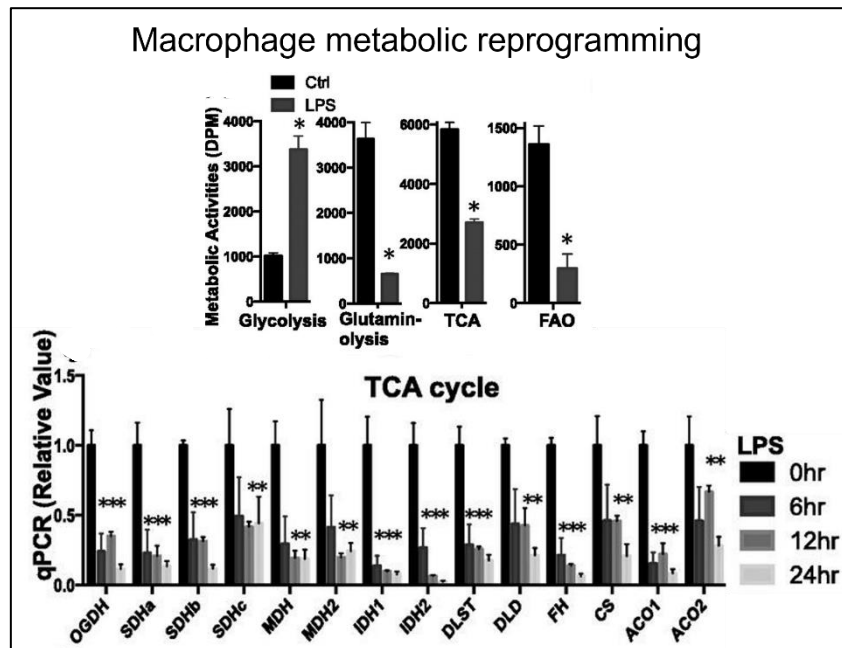 Macrophage metabolic reprogramming
Ctrl
LPS
Metabolic Activities (DPM)
4000
3000
2000
1000
0
*
Glycolysis
4000
3000
2000
1000
0
*
Glutamin-
olysis
6000
4000
2000
0
*
TCA
1500
1000
500
0
*
FAO
TCA cycle
qPCR (Relative Value)
1.5
1.0
0.5
0.0
*** *** *** ** ** ** *** *** *** ** *** ** *** **
OGDH SDHa SDHb SDHc MDH MDH2 IDH1 IDH2 DLST DLD FH CS ACO1 ACO2
LPS
0hr
6hr
12hr
24hr